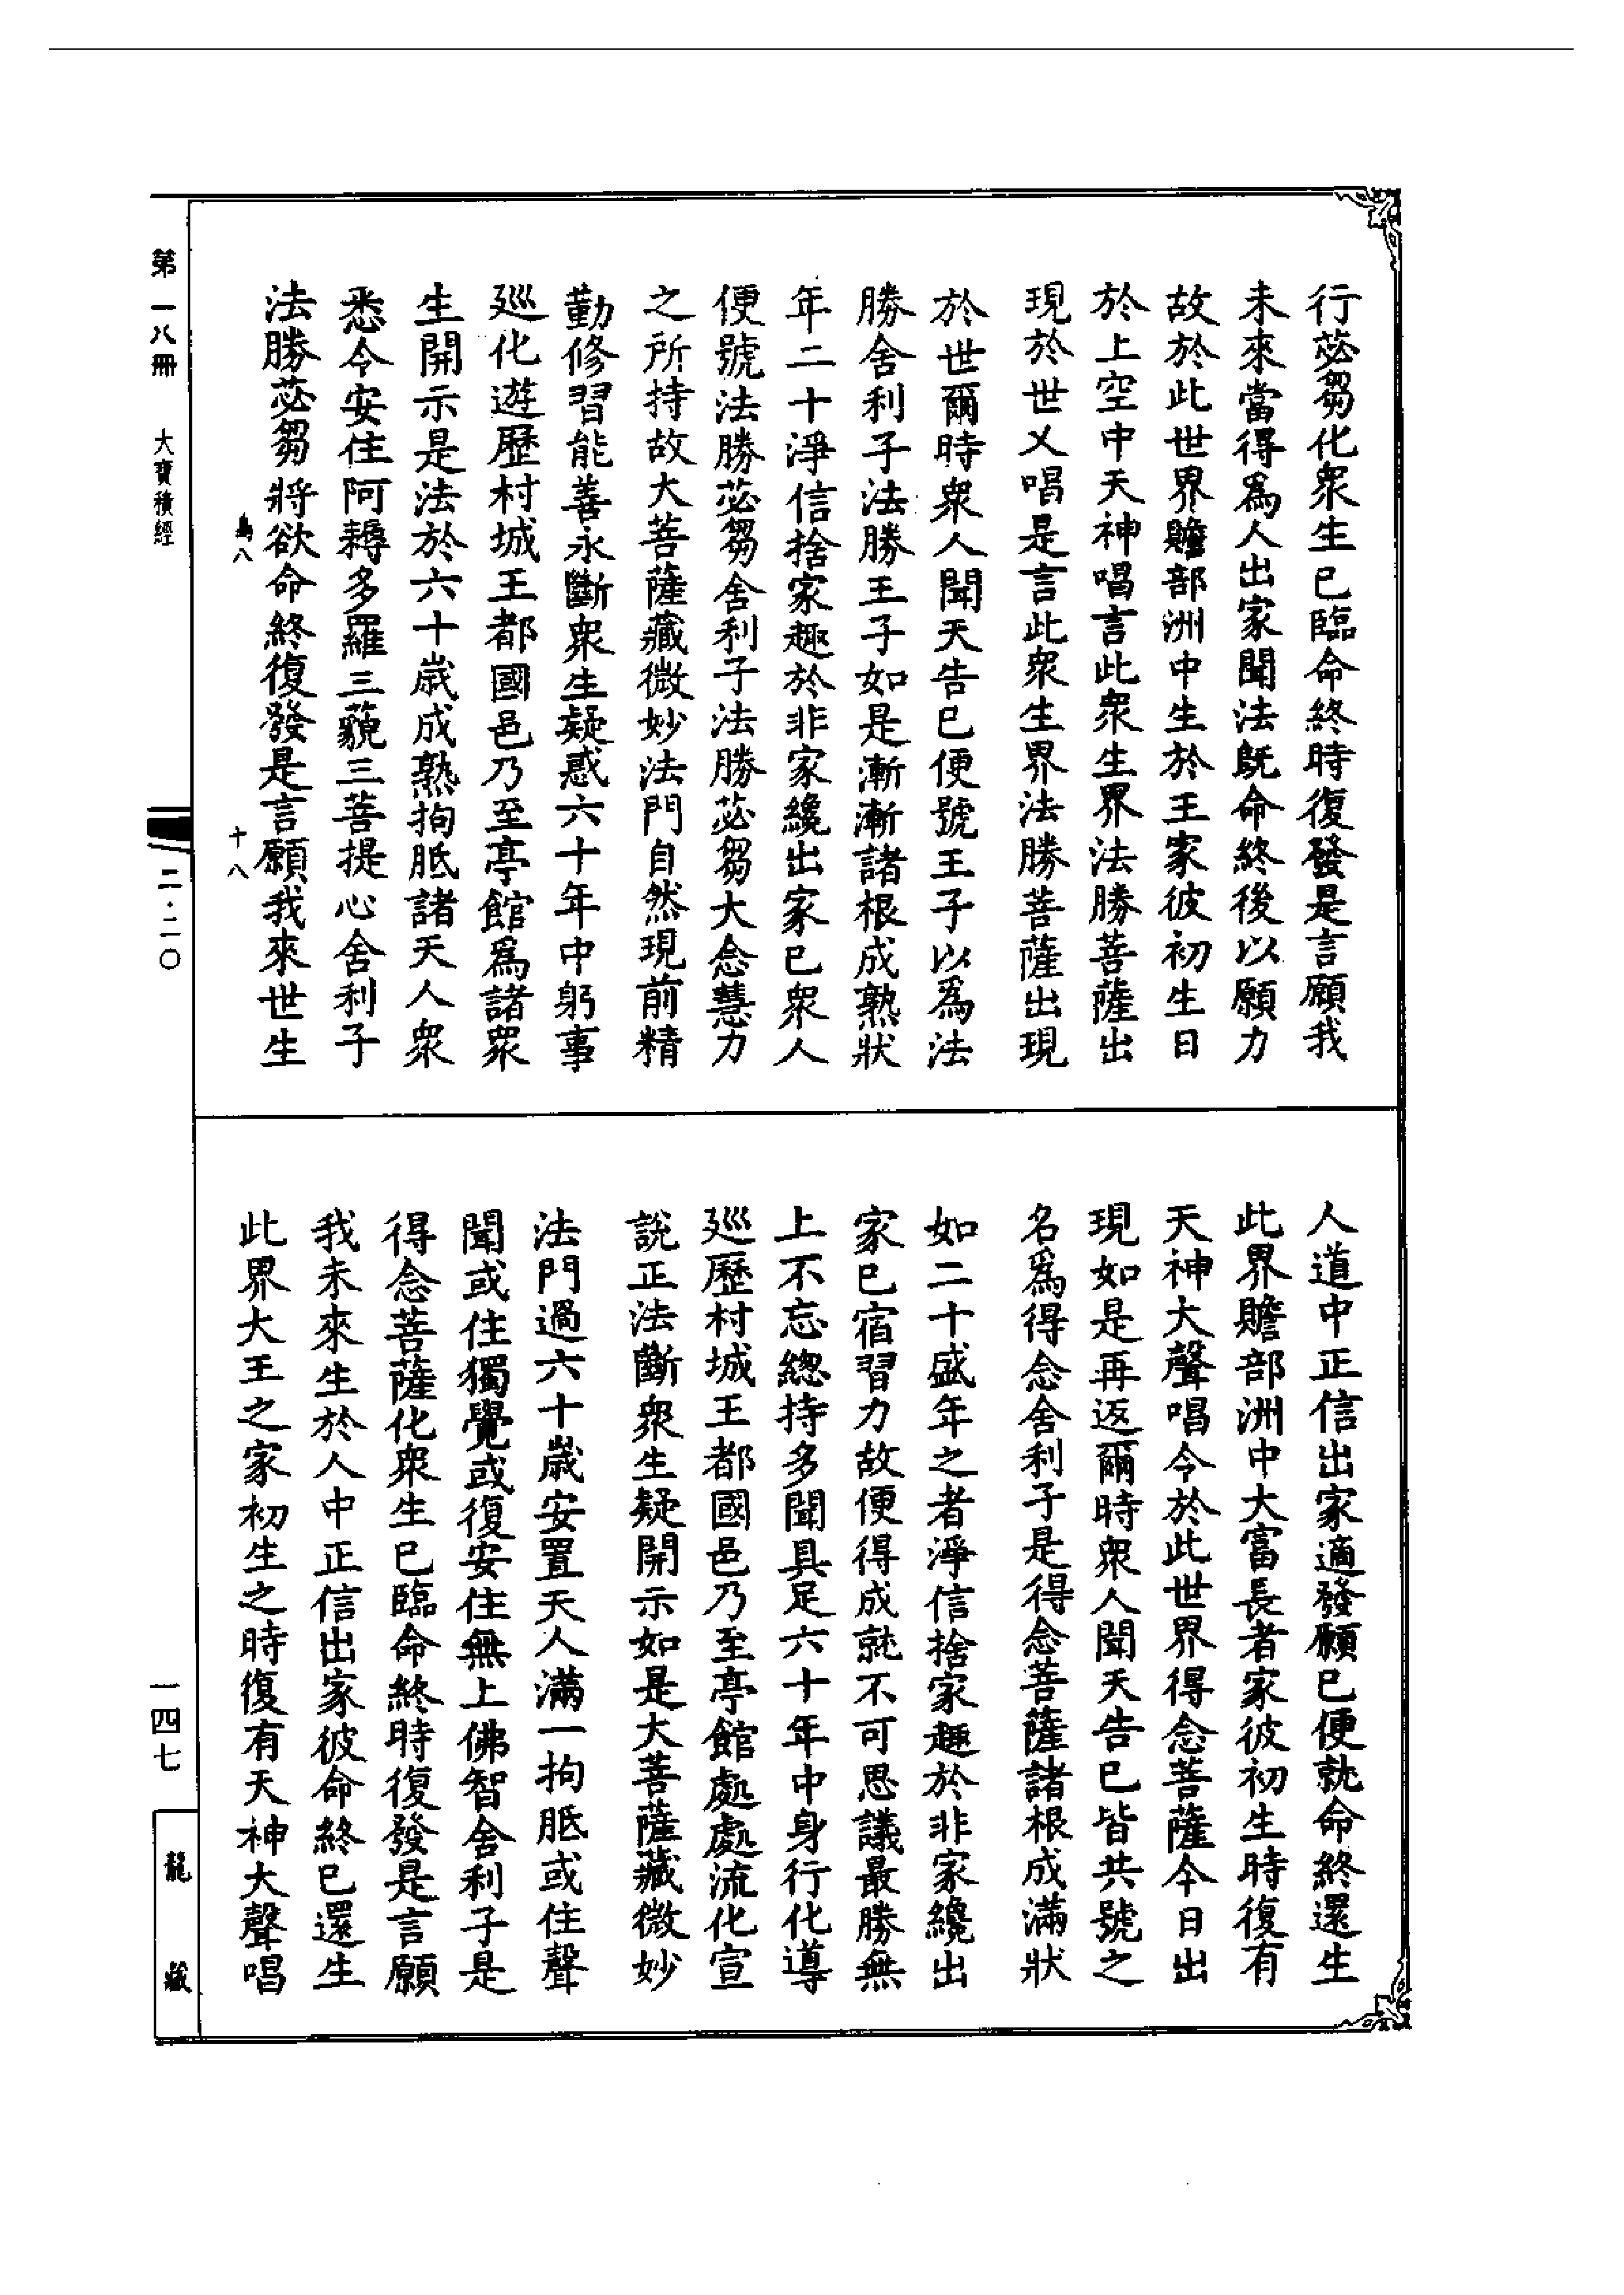 行苾芻化衆生已臨命終時復發是言願我
未來當得爲人出家聞法既命終後以願力
故於此世界贍部洲中生於王家彼初生日
於上空中天神唱言此衆生界法勝菩薩出
現於世乂唱是言此衆生界法勝菩薩出現
於世爾時衆人聞天告已便號王子以爲法
勝舍利子法勝王子如是漸漸諸根成熟狀
年二十淨信捨家趣於非家纔出家已衆人
便號法勝苾芻舍利子法勝苾芻大念慧力
之所持故大菩薩藏微妙法門自然現前精
勤修習能善永斷衆生疑惑六十年中躬事
廵化遊歷村城王都國邑乃至亭館爲諸衆
生開示是法於六十歲成熟拘胝諸天人衆
悉令安住阿耨多羅三藐三菩提心舍利子
法勝苾芻將欲命終復發是言願我來世生
人道中正信出家適發願已便就命終還生
此界贍部洲中大富長者家彼初生時復有
天神大聲唱今於此世界得念菩薩今日出
現如是再返爾時衆人聞天告已皆共號之
名爲得念舍利子是得念菩薩諸根成滿狀
如二十盛年之者淨信捨家趣於非家纔出
家已宿習力故便得成就不可思議最勝無
上不忘總持多聞具足六十年中身行化導
廵歷村城王都國邑乃至亭館處處流化宣
說正法斷衆生疑開示如是大菩薩藏微妙
法門過六十歲安置天人滿一拘胝或住聲
聞或住獨覺或復安住無上佛智舍利子是
得念菩薩化衆生已臨命終時復發是言願
我未來生於人中正信出家彼命終已還生
此界大王之家初生之時復有天神大聲唱
第一八冊 大寶積經
二·二〇
一四七
龍藏
鳥八
十八